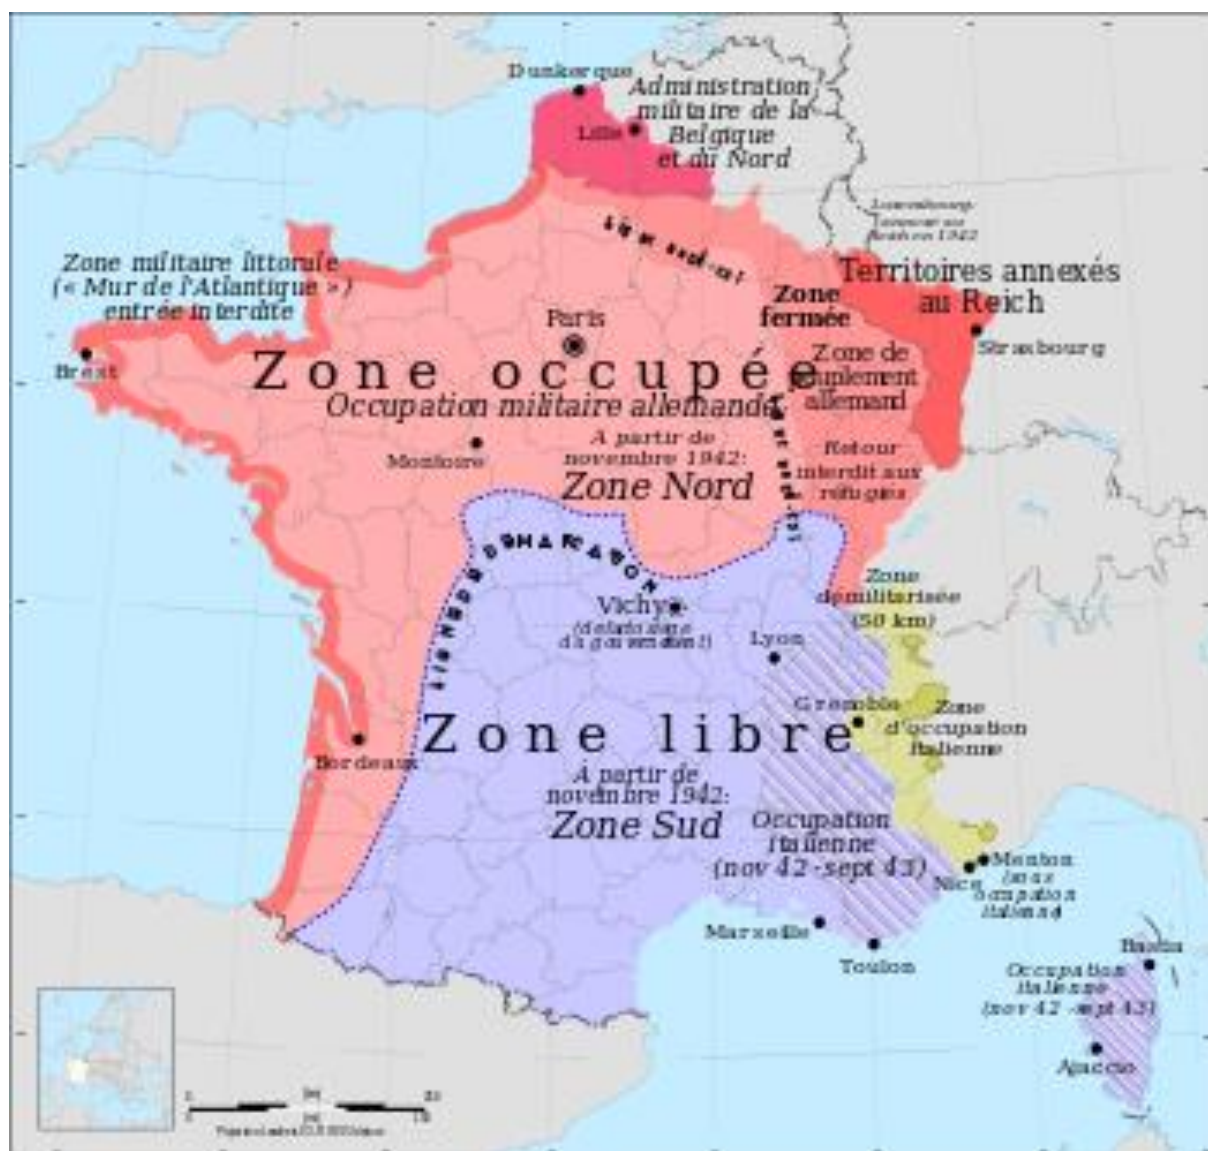 Dunkerque
Administration
militaire de la
Belgique
et du Nord
Lille
Zone militaire littorale
(« Mur de l'Atlantique »)
entrée interdite
Territoires annexés
au Reich
Zone
fermée
Paris
Strasbourg
Brest
Zone occupée
Zone de
peuplement
allemand
Occupation militaire allemande
A partir de
novembre 1942:
Zone Nord
Montoire
Retour
interdit aux
réfugiés
Zone
démilitarisée
(50 km)
Vichy
Lyon
Grenoble
Zone
d'occupation
italienne
Zone libre
Bordeaux
À partir de
novembre 1942:
Zone Sud
Occupation
italienne
(nov 42 -sept 43)
Menton
Nice
occupation
italienne)
Marseille
Toulon
Bastia
Occupation
italienne
(nov 42 -sept 43)
Ajaccio